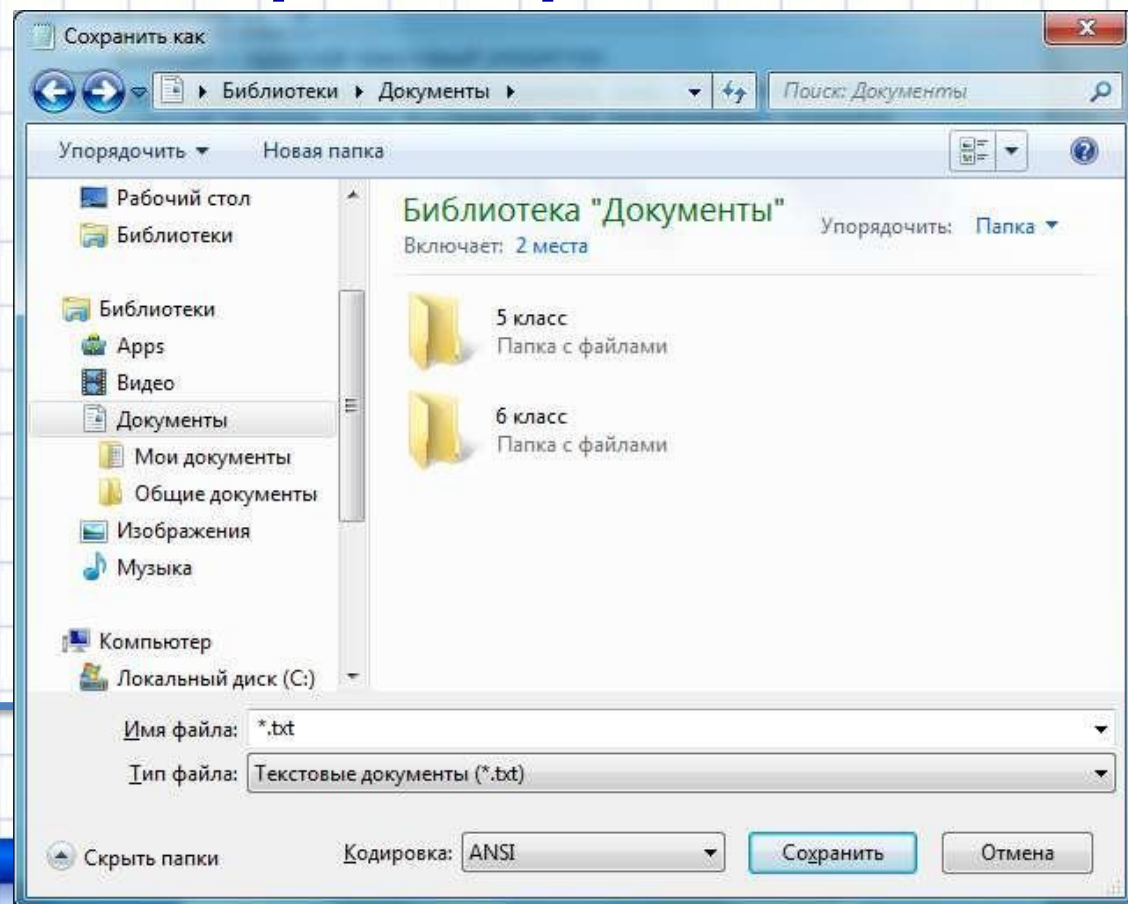 Сохранить как
Библиотеки Документы
Поиск: Документы
Упорядочить
Новая папка
Рабочий стол
Библиотеки
Библиотеки
Apps
Видео
Документы
Мои документы
Общие документы
Изображения
Музыка
Компьютер
Локальный диск (C:)
Библиотека "Документы"
Включает: 2 места
Упорядочить: Папка
5 класс
Папка с файлами
6 класс
Папка с файлами
Имя файла: *.txt
Тип файла: Текстовые документы (*.txt)
Скрыть папки
Кодировка: ANSI
Сохранить
Отмена